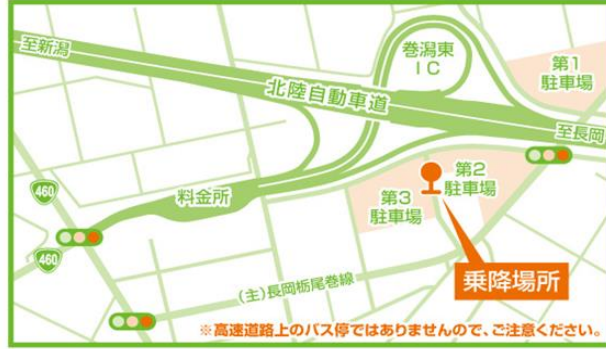 至新潟
巻潟東
IC
第1
駐車場
北陸自動車道
至長岡
460
料金所
第2
駐車場
第3
駐車場
460
乗降場所
(主)長岡栃尾巻線
※高速道路上のバス停ではありませんので、ご注意ください。